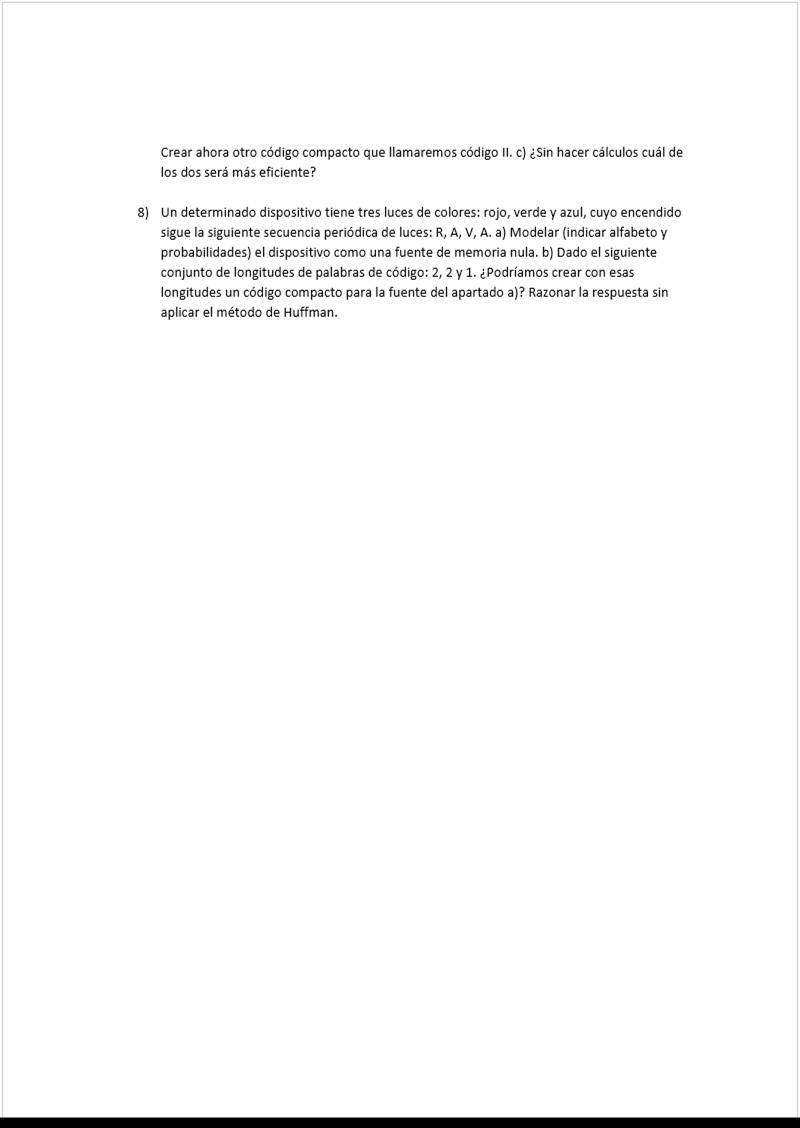 Crear ahora otro código compacto que llamaremos código II. c) ¿Sin hacer cálculos cuál de
los dos será más eficiente?
8) Un determinado dispositivo tiene tres luces de colores: rojo, verde y azul, cuyo encendido
sigue la siguiente secuencia periódica de luces: R, A, V, A. a) Modelar (indicar alfabeto y
probabilidades) el dispositivo como una fuente de memoria nula. b) Dado el siguiente
conjunto de longitudes de palabras de código: 2, 2 y 1. ¿Podríamos crear con esas
longitudes un código compacto para la fuente del apartado a)? Razonar la respuesta sin
aplicar el método de Huffman.